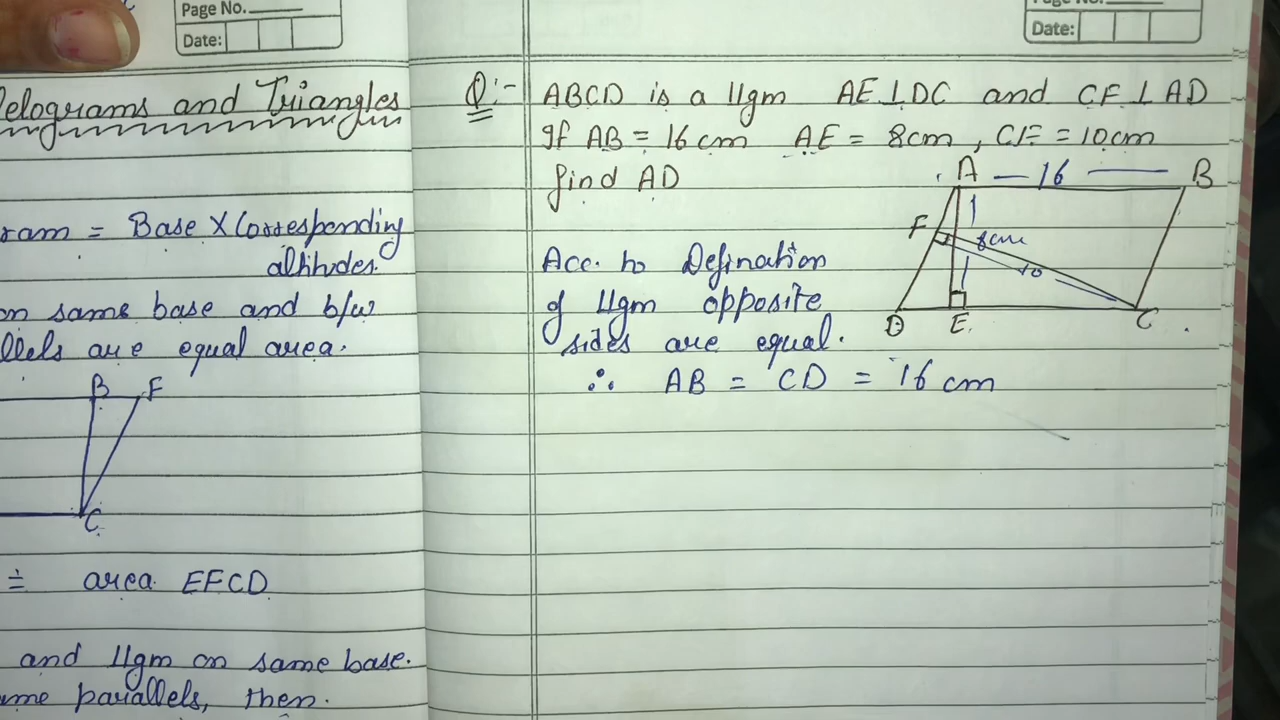 Page No.
Date:
lelograms and Triangles
ram = Base X Corresponding
altitudes.
on same base and b/w
llels are equal area.
B F
C
= area EFCD
and llgm on same base.
ame parallels, then.
Date:
Q:- ABCD is a llgm AE⊥DC and CF⊥AD
If AB = 16 cm AE = 8cm, CF = 10cm
find AD
A 16 B
F 8cm
10
D E. C
Acc. to Defination
of llgm opposite
sides are equal.
∴ AB = CD = 16 cm